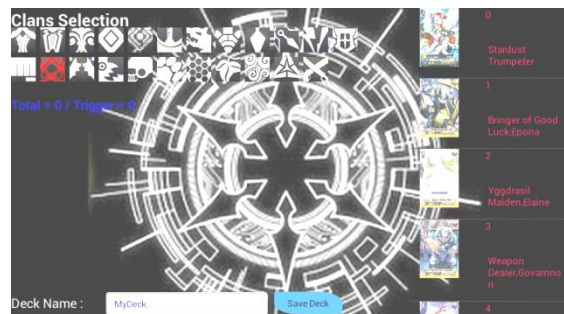 Clans Selection
Total = 0 / Trigger = 0
0
Stardust
Trumpeter
1
Bringer of Good
Luck,Epona
2
Yggdrasil
Maiden,Elaine
3
Weapon
Dealer,Govannno
n
4
Deck Name :
MyDeck
Save Deck